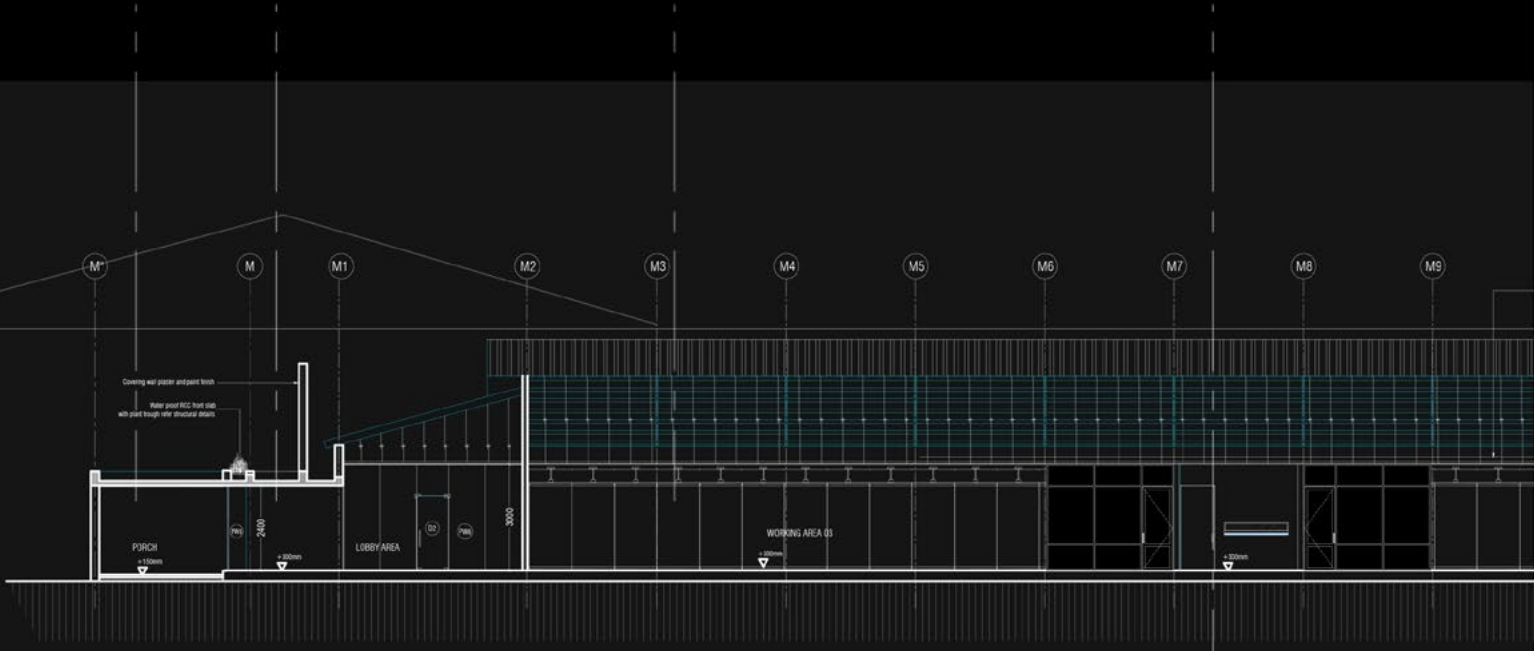 M"
M
M1
M2
M3
M4
M5
M6
M7
M8
M9
Covering wall plaster and paint finish
Water proof RCC front slab
with plant trough refer structural details
PORCH
+150mm
2400
+300mm
LOBBY AREA
D2
3000
WORKING AREA 03
+300mm
+300mm